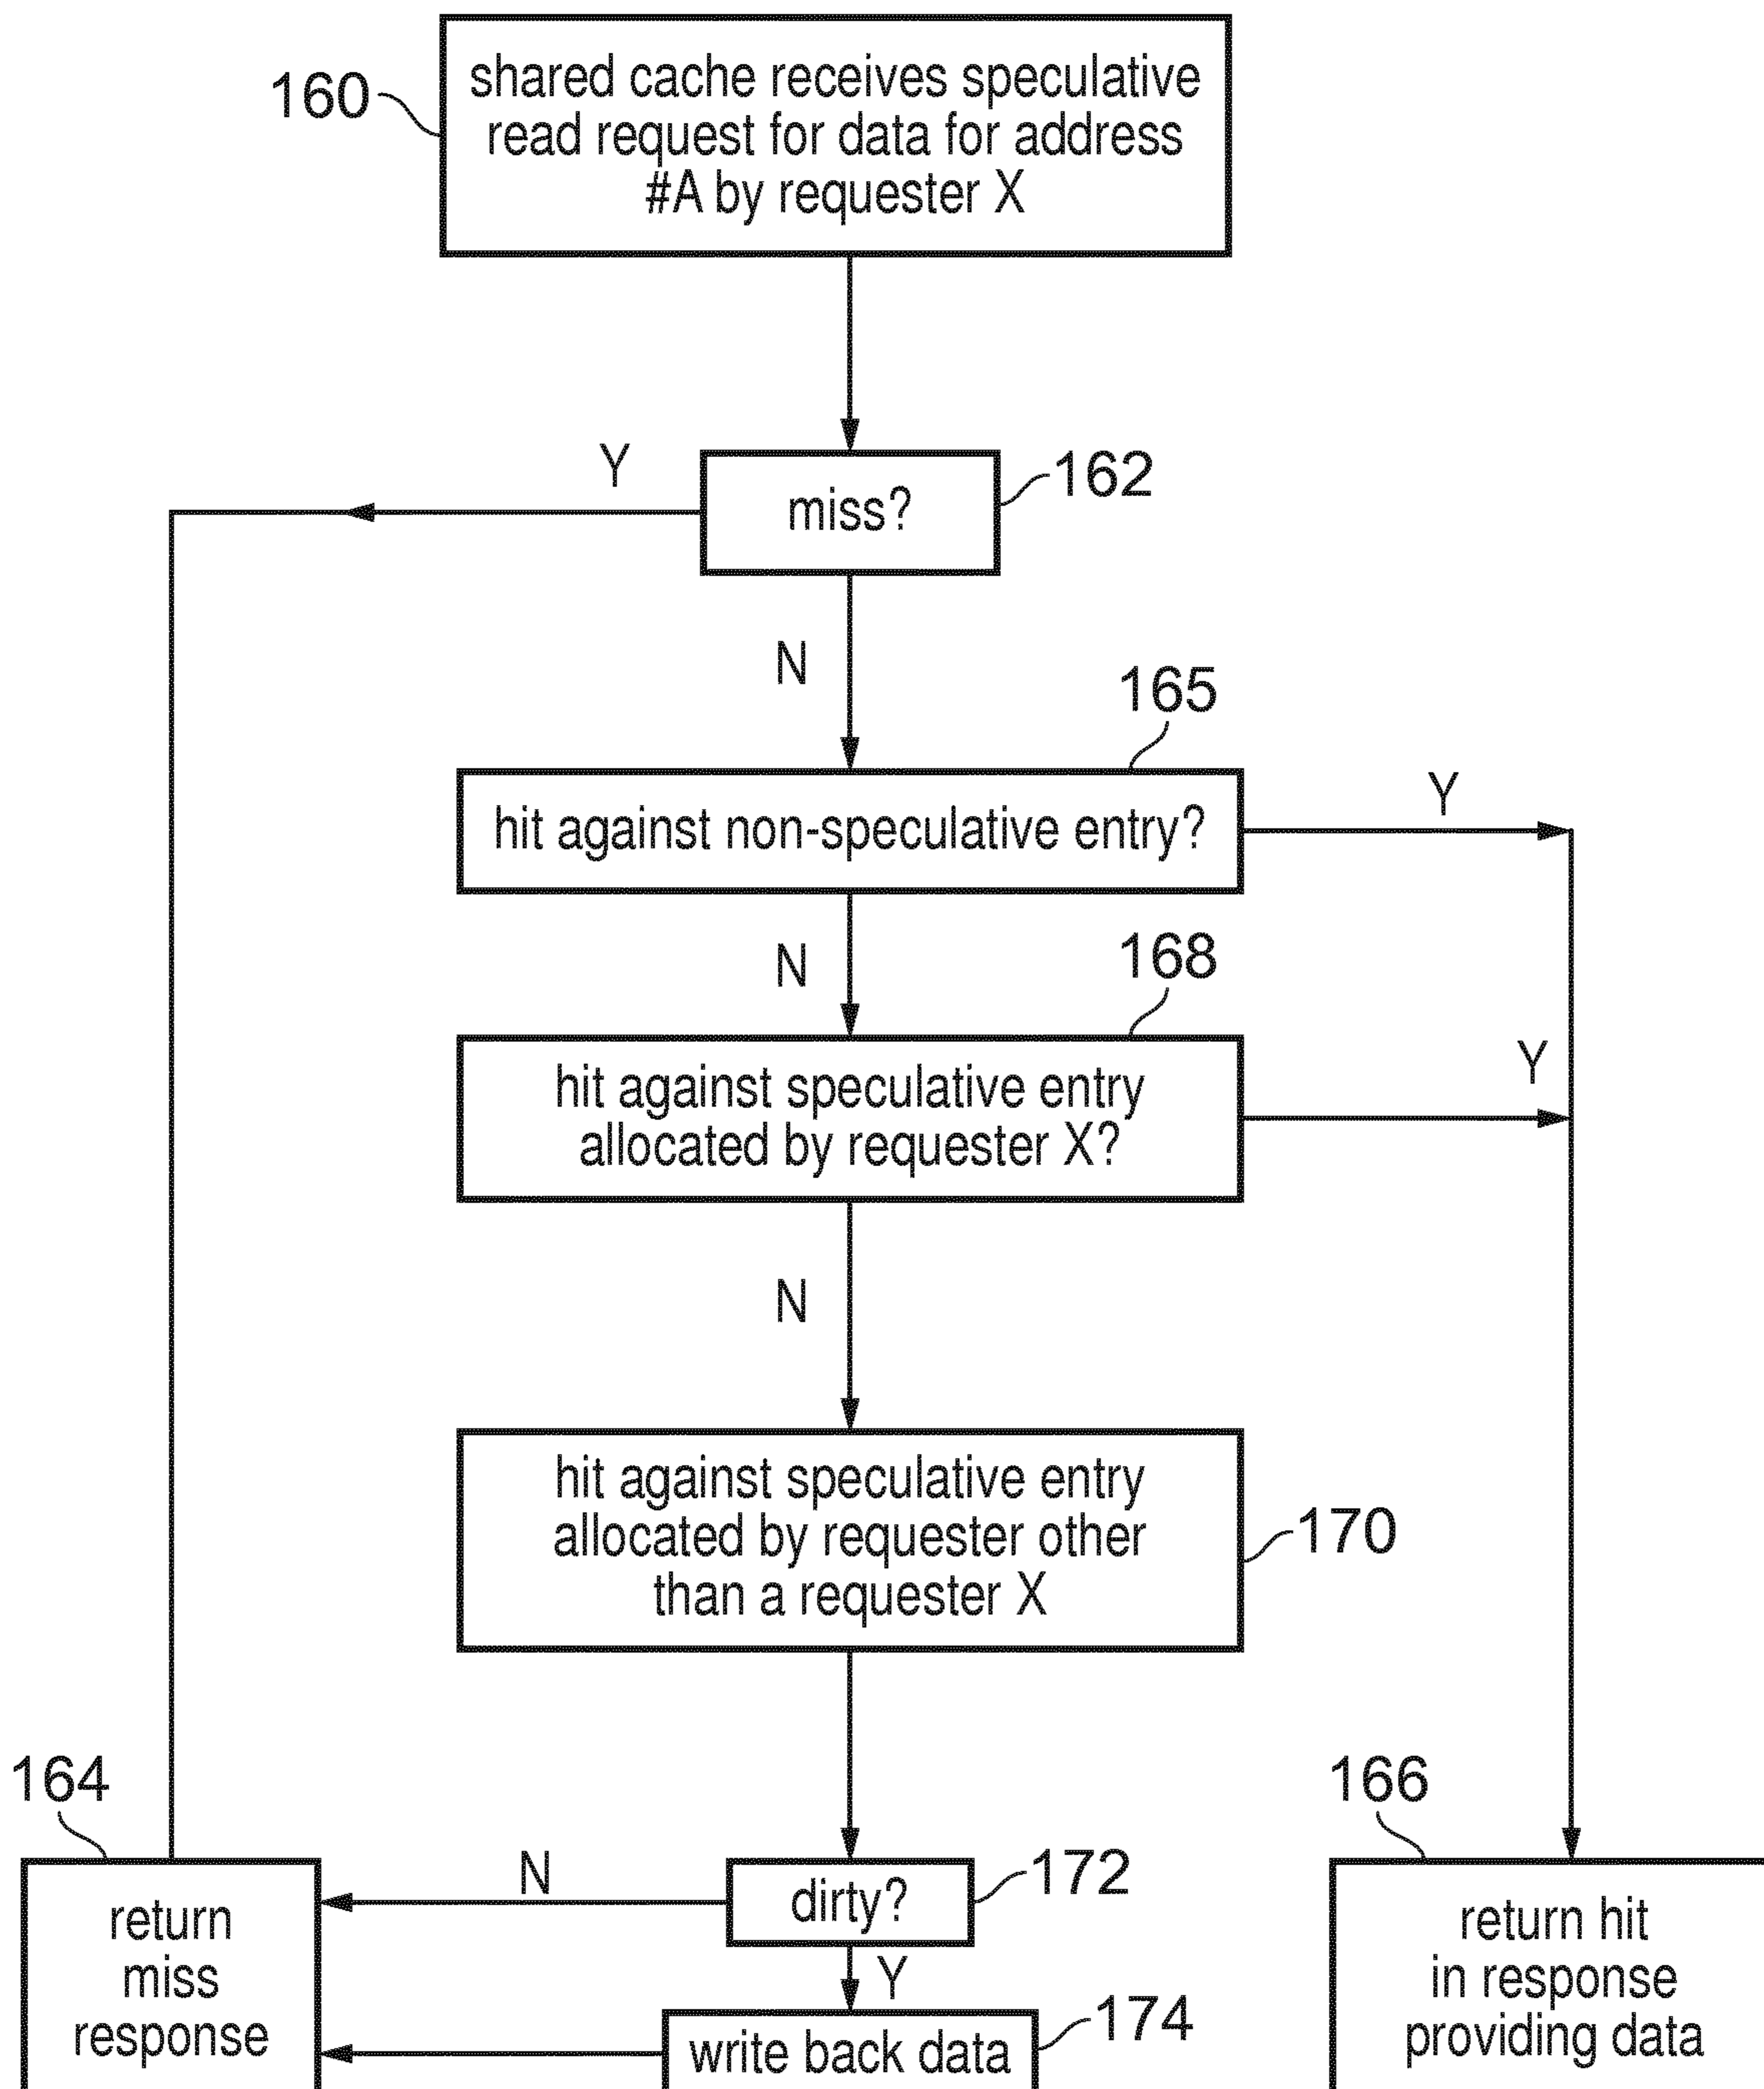 160
shared cache receives speculative
read request for data for address
#A by requester X
Y
miss?
162
N
165
hit against non-speculative entry?
Y
N
168
hit against speculative entry
allocated by requester X?
Y
N
hit against speculative entry
allocated by requester other
than a requester X
170
164
166
return
miss
response
N
dirty?
172
Y
write back data
174
return hit
in response
providing data